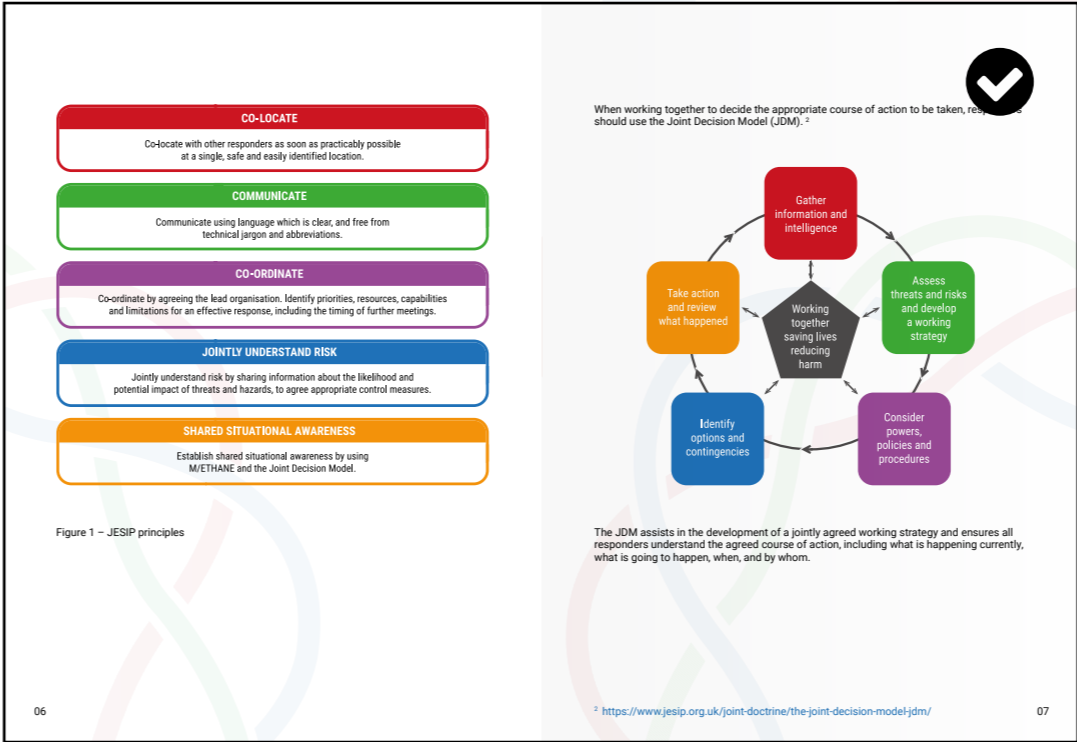 CO-LOCATE
Co-locate with other responders as soon as practicably possible
at a single, safe and easily identified location.
COMMUNICATE
Communicate using language which is clear, and free from
technical jargon and abbreviations.
CO-ORDINATE
Co-ordinate by agreeing the lead organisation. Identify priorities, resources, capabilities
and limitations for an effective response, including the timing of further meetings.
JOINTLY UNDERSTAND RISK
Jointly understand risk by sharing information about the likelihood and
potential impact of threats and hazards, to agree appropriate control measures.
SHARED SITUATIONAL AWARENESS
Establish shared situational awareness by using
M/ETHANE and the Joint Decision Model.
Figure 1 – JESIP principles
06
When working together to decide the appropriate course of action to be taken,
should use the Joint Decision Model (JDM). ²
Gather
information and
intelligence
Assess
threats and risks
and develop
a working
strategy
Consider
powers,
policies and
procedures
Identify
options and
contingencies
Take action
and review
what happened
Working
together
saving lives
reducing
harm
The JDM assists in the development of a jointly agreed working strategy and ensures all
responders understand the agreed course of action, including what is happening currently,
what is going to happen, when, and by whom.
² https://www.jesip.org.uk/joint-doctrine/the-joint-decision-model-jdm/
07